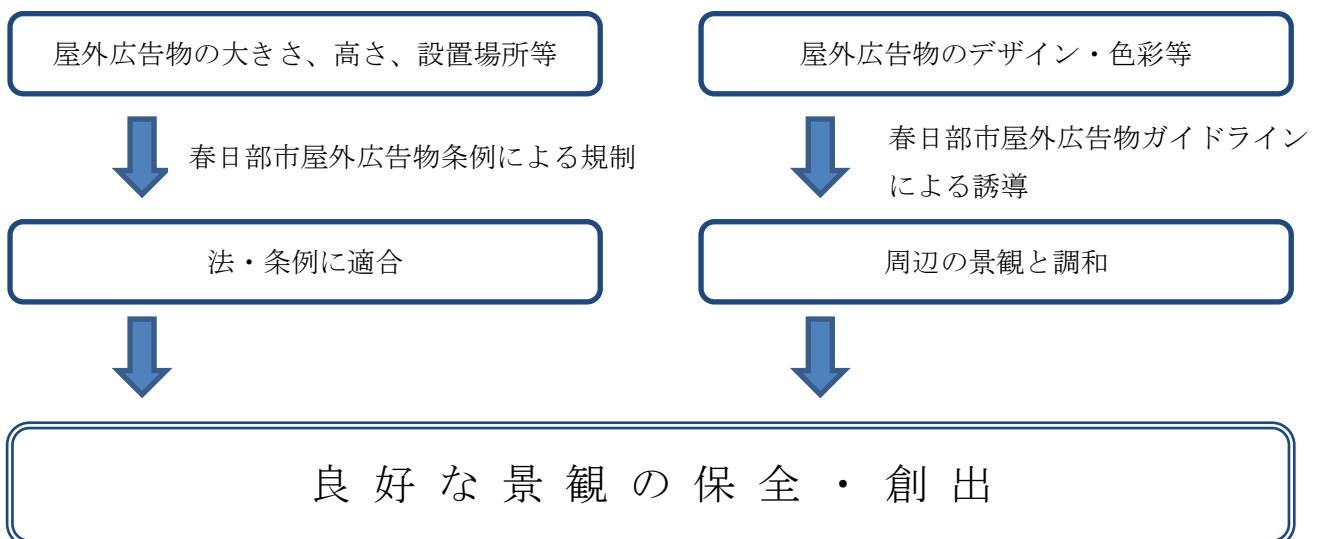 屋外広告物の大きさ、高さ、設置場所等
屋外広告物のデザイン・色彩等
春日部市屋外広告物条例による規制
春日部市屋外広告物ガイドライン
による誘導
法・条例に適合
周辺の景観と調和
良好な景観の保全・創出